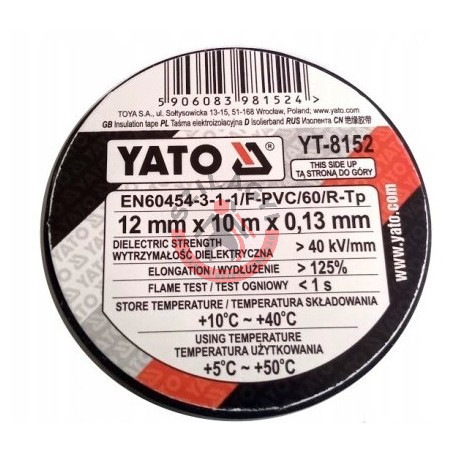 5 906083 981524 >
TOYA S.A., ul. Sołtysowicka 13-15, 51-168 Wrocław, Poland, www.yato.com
GB Insulation tape PL Taśma elektroizolacyjna D Isolierband RUS Изолента CN 绝缘胶带
YATO YT-8152
THIS SIDE UP
TĄ STRONĄ DO GÓRY
EN60454-3-1-1/F-PVC/60/R-Tp
12 mm x 10 m x 0,13 mm
DIELECTRIC STRENGTH
WYTRZYMAŁOŚĆ DIELEKTRYCZNA > 40 kV/mm
ELONGATION / WYDŁUŻENIE > 125%
FLAME TEST / TEST OGNIOWY < 1 s
STORE TEMPERATURE / TEMPERATURA SKŁADOWANIA
+10°C ~ +40°C
USING TEMPERATURE
TEMPERATURA UŻYTKOWANIA
+5°C ~ +50°C
www.yato.com